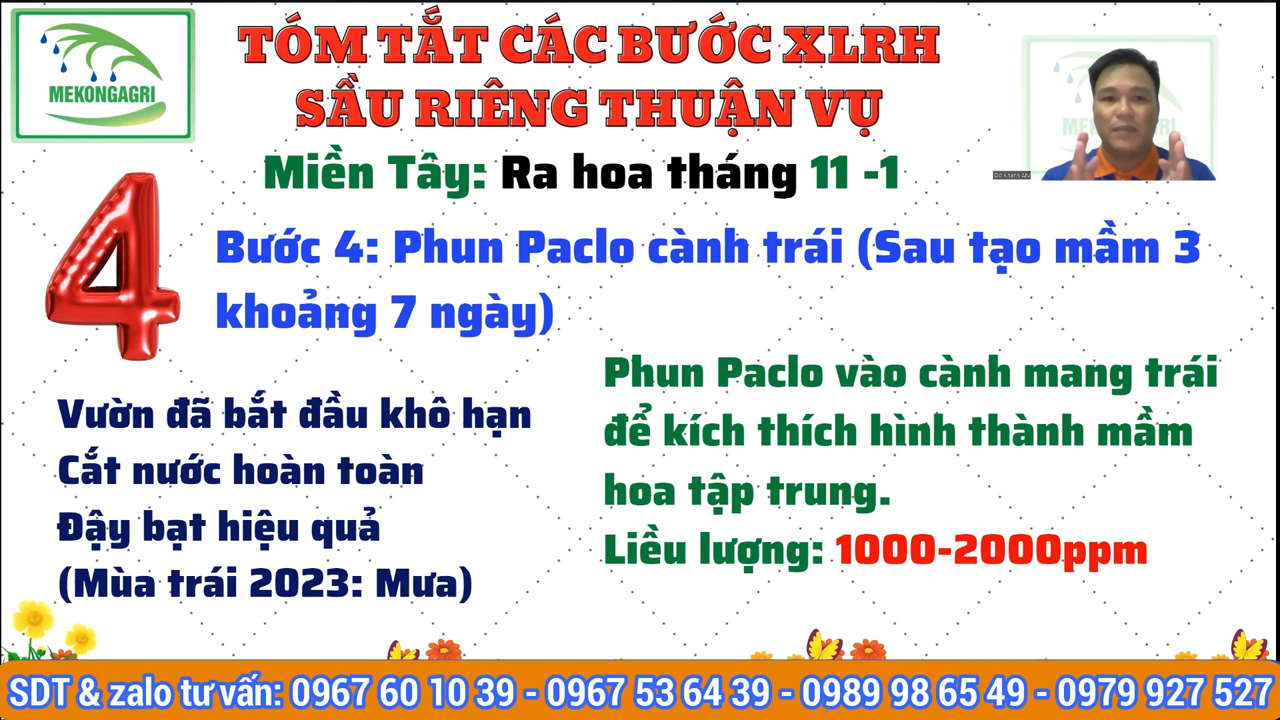 MEKONGAGRI
TÓM TẮT CÁC BƯỚC XLRH
SẦU RIÊNG THUẬN VỤ
Miền Tây: Ra hoa tháng 11 -1
4
Bước 4: Phun Paclo cành trái (Sau tạo mầm 3
khoảng 7 ngày)
Vườn đã bắt đầu khô hạn
Cắt nước hoàn toàn
Đậy bạt hiệu quả
(Mùa trái 2023: Mưa)
Phun Paclo vào cành mang trái
để kích thích hình thành mầm
hoa tập trung.
Liều lượng: 1000-2000ppm
SDT & zalo tư vấn: 0967 60 10 39 - 0967 53 64 39 - 0989 98 65 49 - 0979 927 527